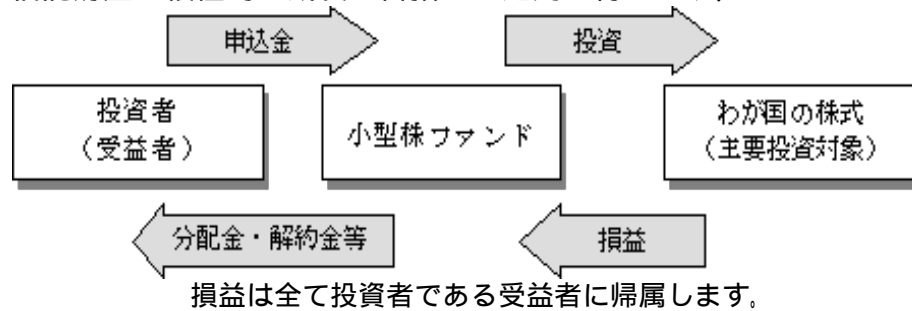 申込金
投資
投資者
(受益者)
小型株ファンド
わが国の株式
(主要投資対象)
分配金・解約金等
損益
損益は全て投資者である受益者に帰属します。